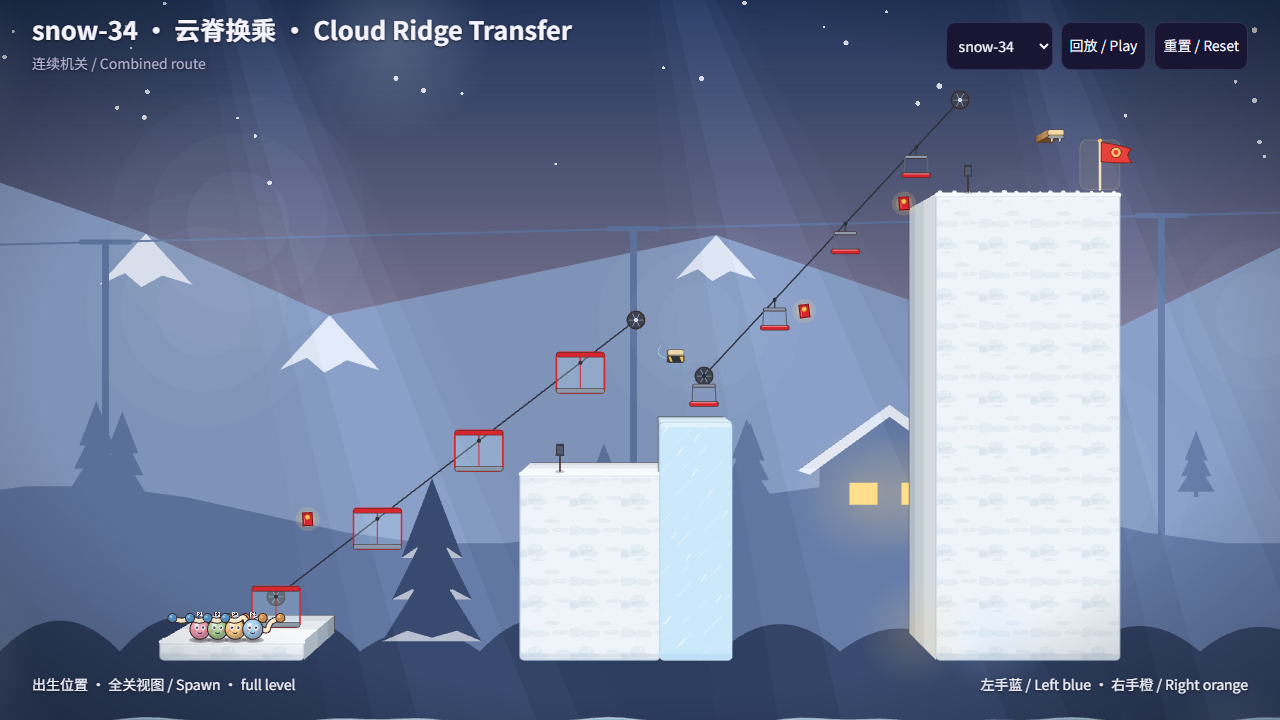 snow-34 • 云脊换乘 • Cloud Ridge Transfer
连续机关 / Combined route
snow-34
回放 / Play
重置 / Reset
出生位置 • 全关视图 / Spawn • full level
左手蓝 / Left blue • 右手橙 / Right orange